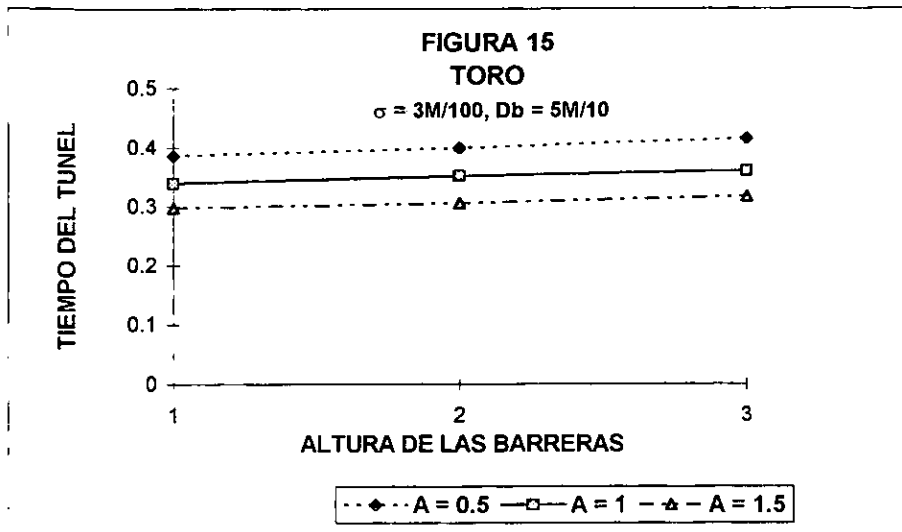 FIGURA 15
TORO
σ = 3M/100, Db = 5M/10
TIEMPO DEL TUNEL
0.5
0.4
0.3
0.2
0.1
0
1 2 3
ALTURA DE LAS BARRERAS
A = 0.5 A = 1 A = 1.5